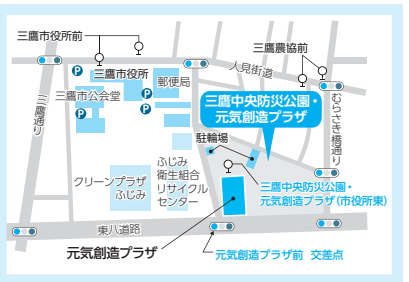 三鷹市役所前
三鷹農協前
人見街道
三鷹市役所
郵便局
P
P
P
P
三鷹市公会堂
三鷹通り
三鷹中央防災公園・
元気創造プラザ
むらさき橋通り
駐輪場
ふじみ
衛生組合
リサイクル
センター
クリーンプラザ
ふじみ
三鷹中央防災公園・
元気創造プラザ(市役所東)
東八道路
元気創造プラザ
元気創造プラザ前 交差点